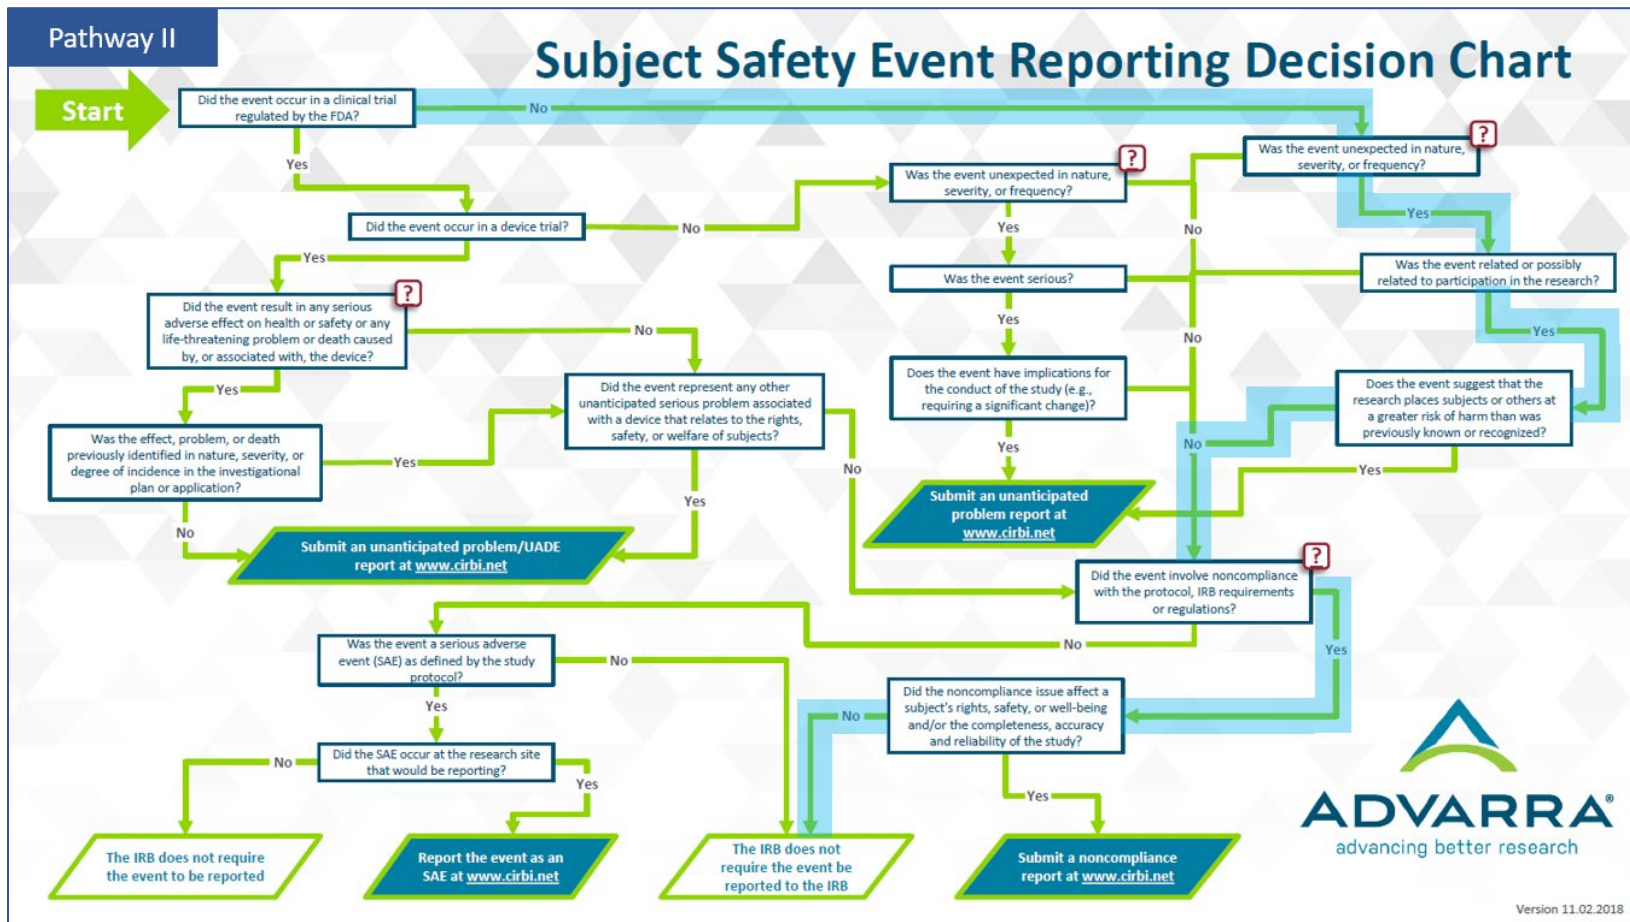 Pathway II
Subject Safety Event Reporting Decision Chart
Start
Did the event occur in a clinical trial
regulated by the FDA?
No
Yes
Was the event unexpected in nature,
severity, or frequency?
?
Was the event unexpected in nature,
severity, or frequency?
?
Did the event occur in a device trial?
No
Yes
No
Yes
Yes
Was the event serious?
Was the event related or possibly
related to participation in the research?
Did the event result in any serious
adverse effect on health or safety or any
life-threatening problem or death caused
by, or associated with, the device?
?
No
Yes
No
Yes
Yes
Did the event represent any other
unanticipated serious problem associated
with a device that relates to the rights,
safety, or welfare of subjects?
Does the event have implications for
the conduct of the study (e.g.,
requiring a significant change)?
Does the event suggest that the
research places subjects or others at
a greater risk of harm than was
previously known or recognized?
Was the effect, problem, or death
previously identified in nature, severity, or
degree of incidence in the investigational
plan or application?
Yes
No
Yes
No
Yes
Yes
No
Submit an unanticipated
problem report at
www.cirbi.net
Submit an unanticipated problem/UADE
report at www.cirbi.net
Did the event involve noncompliance
with the protocol, IRB requirements
or regulations?
?
No
Yes
Was the event a serious adverse
event (SAE) as defined by the study
protocol?
No
Yes
Did the noncompliance issue affect a
subject's rights, safety, or well-being
and/or the completeness, accuracy
and reliability of the study?
No
Yes
Did the SAE occur at the research site
that would be reporting?
No
Yes
The IRB does not require
the event to be reported
Report the event as an
SAE at www.cirbi.net
The IRB does not
require the event be
reported to the IRB
Submit a noncompliance
report at www.cirbi.net
ADVARRA®
advancing better research
Version 11.02.2018